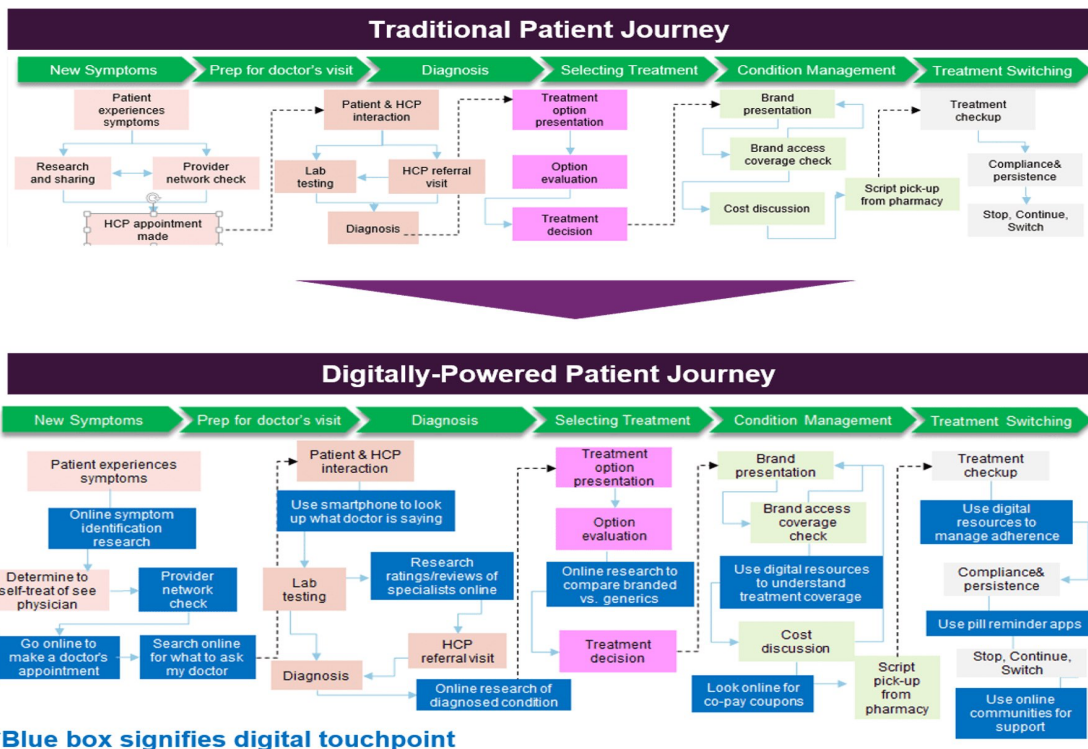 Traditional Patient Journey
New Symptoms
Prep for doctor's visit
Diagnosis
Selecting Treatment
Condition Management
Treatment Switching
Patient
experiences
symptoms
Research
and sharing
Provider
network check
HCP appointment
made
Patient & HCP
interaction
Lab
testing
HCP referral
visit
Diagnosis
Treatment
option
presentation
Option
evaluation
Treatment
decision
Brand
presentation
Brand access
coverage check
Cost discussion
Script pick-up
from pharmacy
Treatment
checkup
Compliance&
persistence
Stop, Continue,
Switch
Digitally-Powered Patient Journey
New Symptoms
Prep for doctor's visit
Diagnosis
Selecting Treatment
Condition Management
Treatment Switching
Patient experiences
symptoms
Online symptom
identification
research
Determine to
self-treat of see
physician
Provider
network
check
Go online to
make a doctor's
appointment
Search online
for what to ask
my doctor
Patient & HCP
interaction
Use smartphone to look
up what doctor is saying
Lab
testing
Research
ratings/reviews of
specialists online
HCP
referral visit
Diagnosis
Online research of
diagnosed condition
Treatment
option
presentation
Option
evaluation
Online research to
compare branded
vs. generics
Treatment
decision
Brand
presentation
Brand access
coverage
check
Use digital resources
to understand
treatment coverage
Cost
discussion
Look online for
co-pay coupons
Script
pick-up
from
pharmacy
Treatment
checkup
Use digital
resources to
manage adherence
Compliance&
persistence
Use pill reminder apps
Stop, Continue,
Switch
Use online
communities for
support
Blue box signifies digital touchpoint